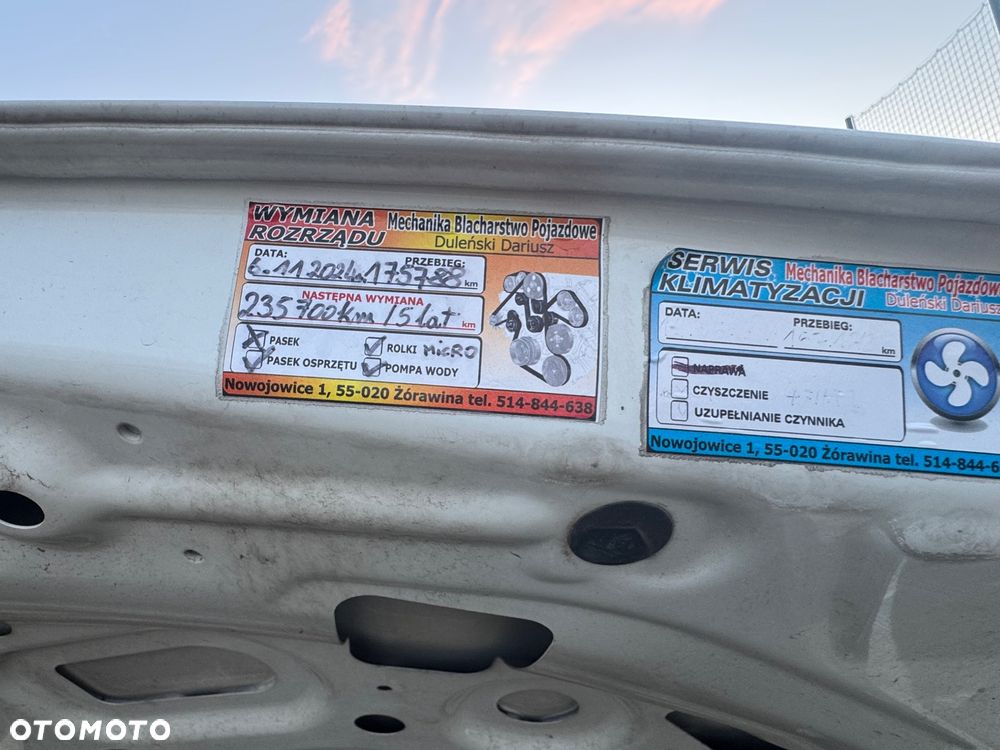 WYMIANA ROZRZĄDU
Mechanika Blacharstwo Pojazdowe
Duleński Dariusz
DATA: PRZEBIEG:
6.11.2024r. 175788 km
NASTĘPNA WYMIANA
235700km / 5 lat km
PASEK
ROLKI MICRO
PASEK OSPRZĘTU
POMPA WODY
Nowojowice 1, 55-020 Żórawina tel. 514-844-638
SERWIS KLIMATYZACJI
Mechanika Blacharstwo Pojazdowe
Duleński Dariusz
DATA: PRZEBIEG:
km
NAPRAWA
CZYSZCZENIE
UZUPEŁNIANIE CZYNNIKA
Nowojowice 1, 55-020 Żórawina tel. 514-844-6
OTOMOTO